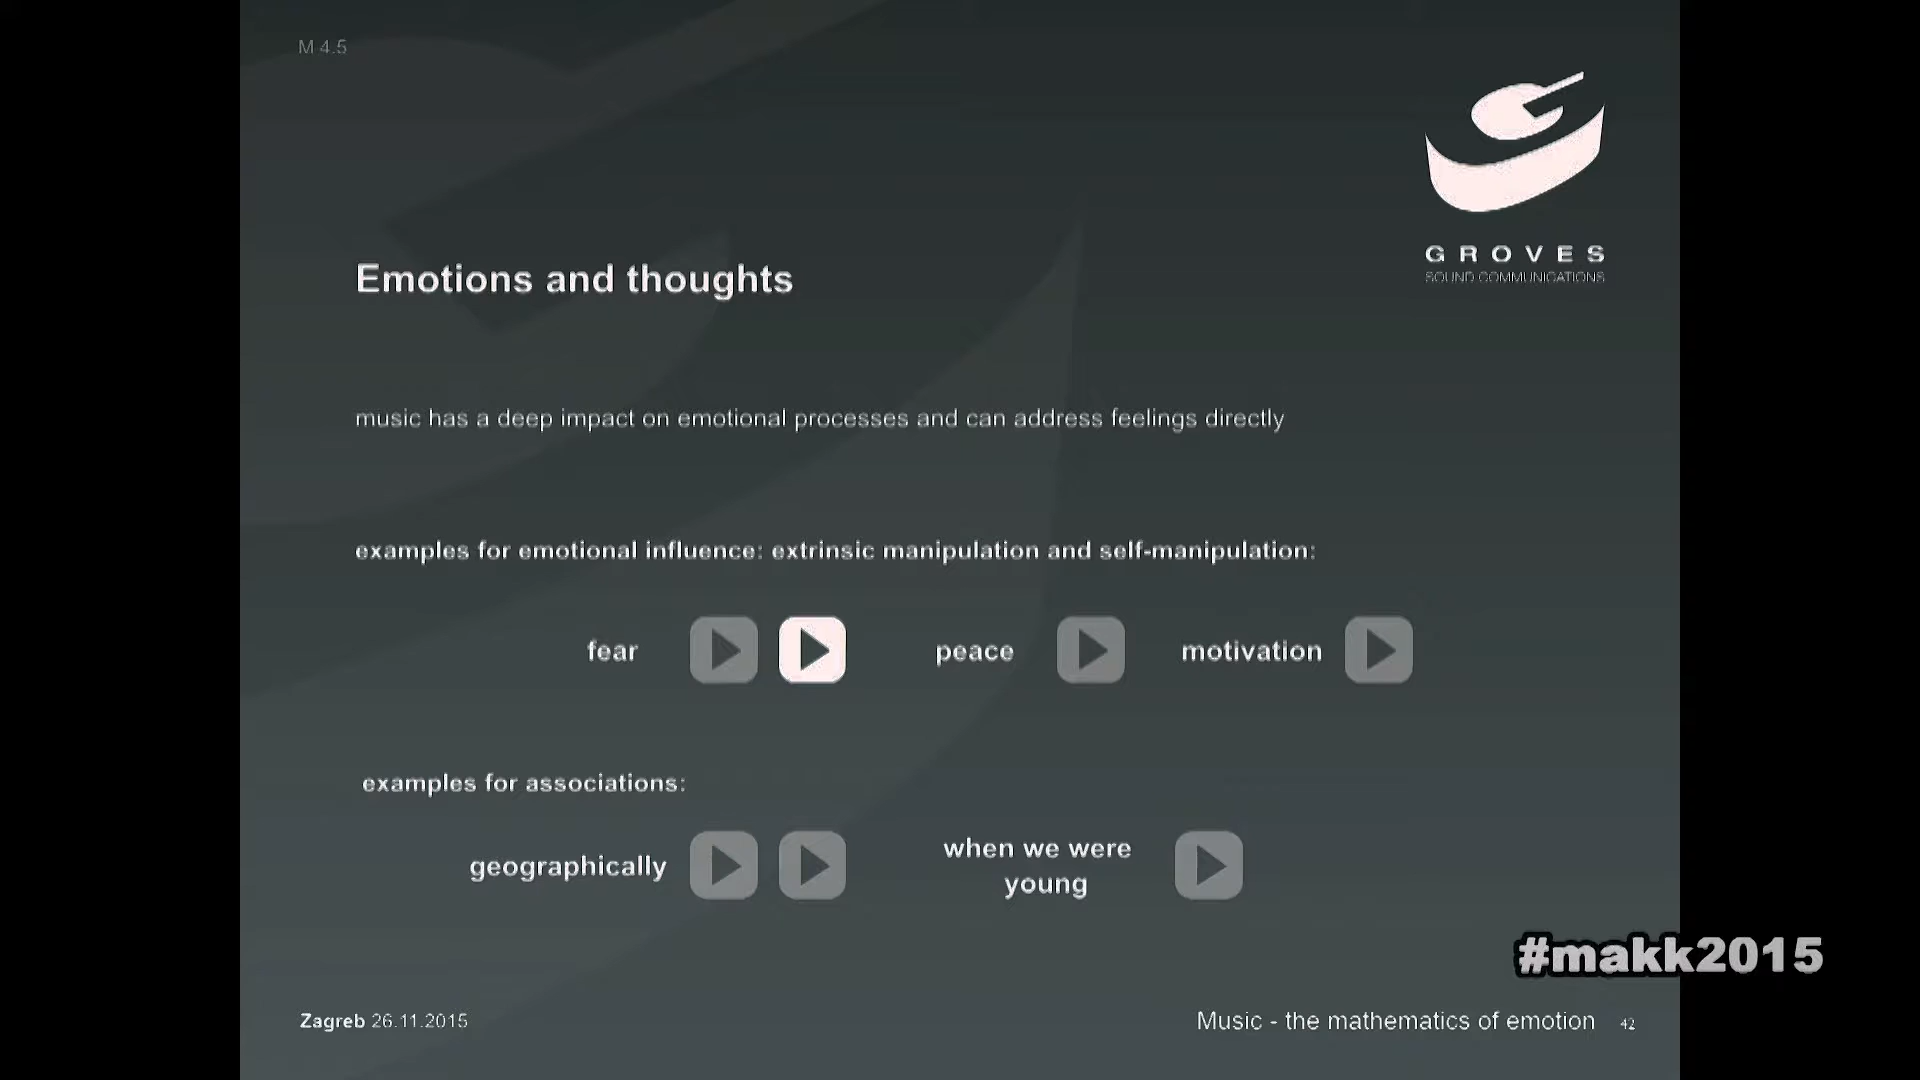 M 4.5
GROVES
SOUND COMMUNICATIONS
Emotions and thoughts
music has a deep impact on emotional processes and can address feelings directly
examples for emotional influence: extrinsic manipulation and self-manipulation:
fear peace motivation
examples for associations:
geographically
when we were
young
#makk2015
Zagreb 26.11.2015
Music - the mathematics of emotion 42